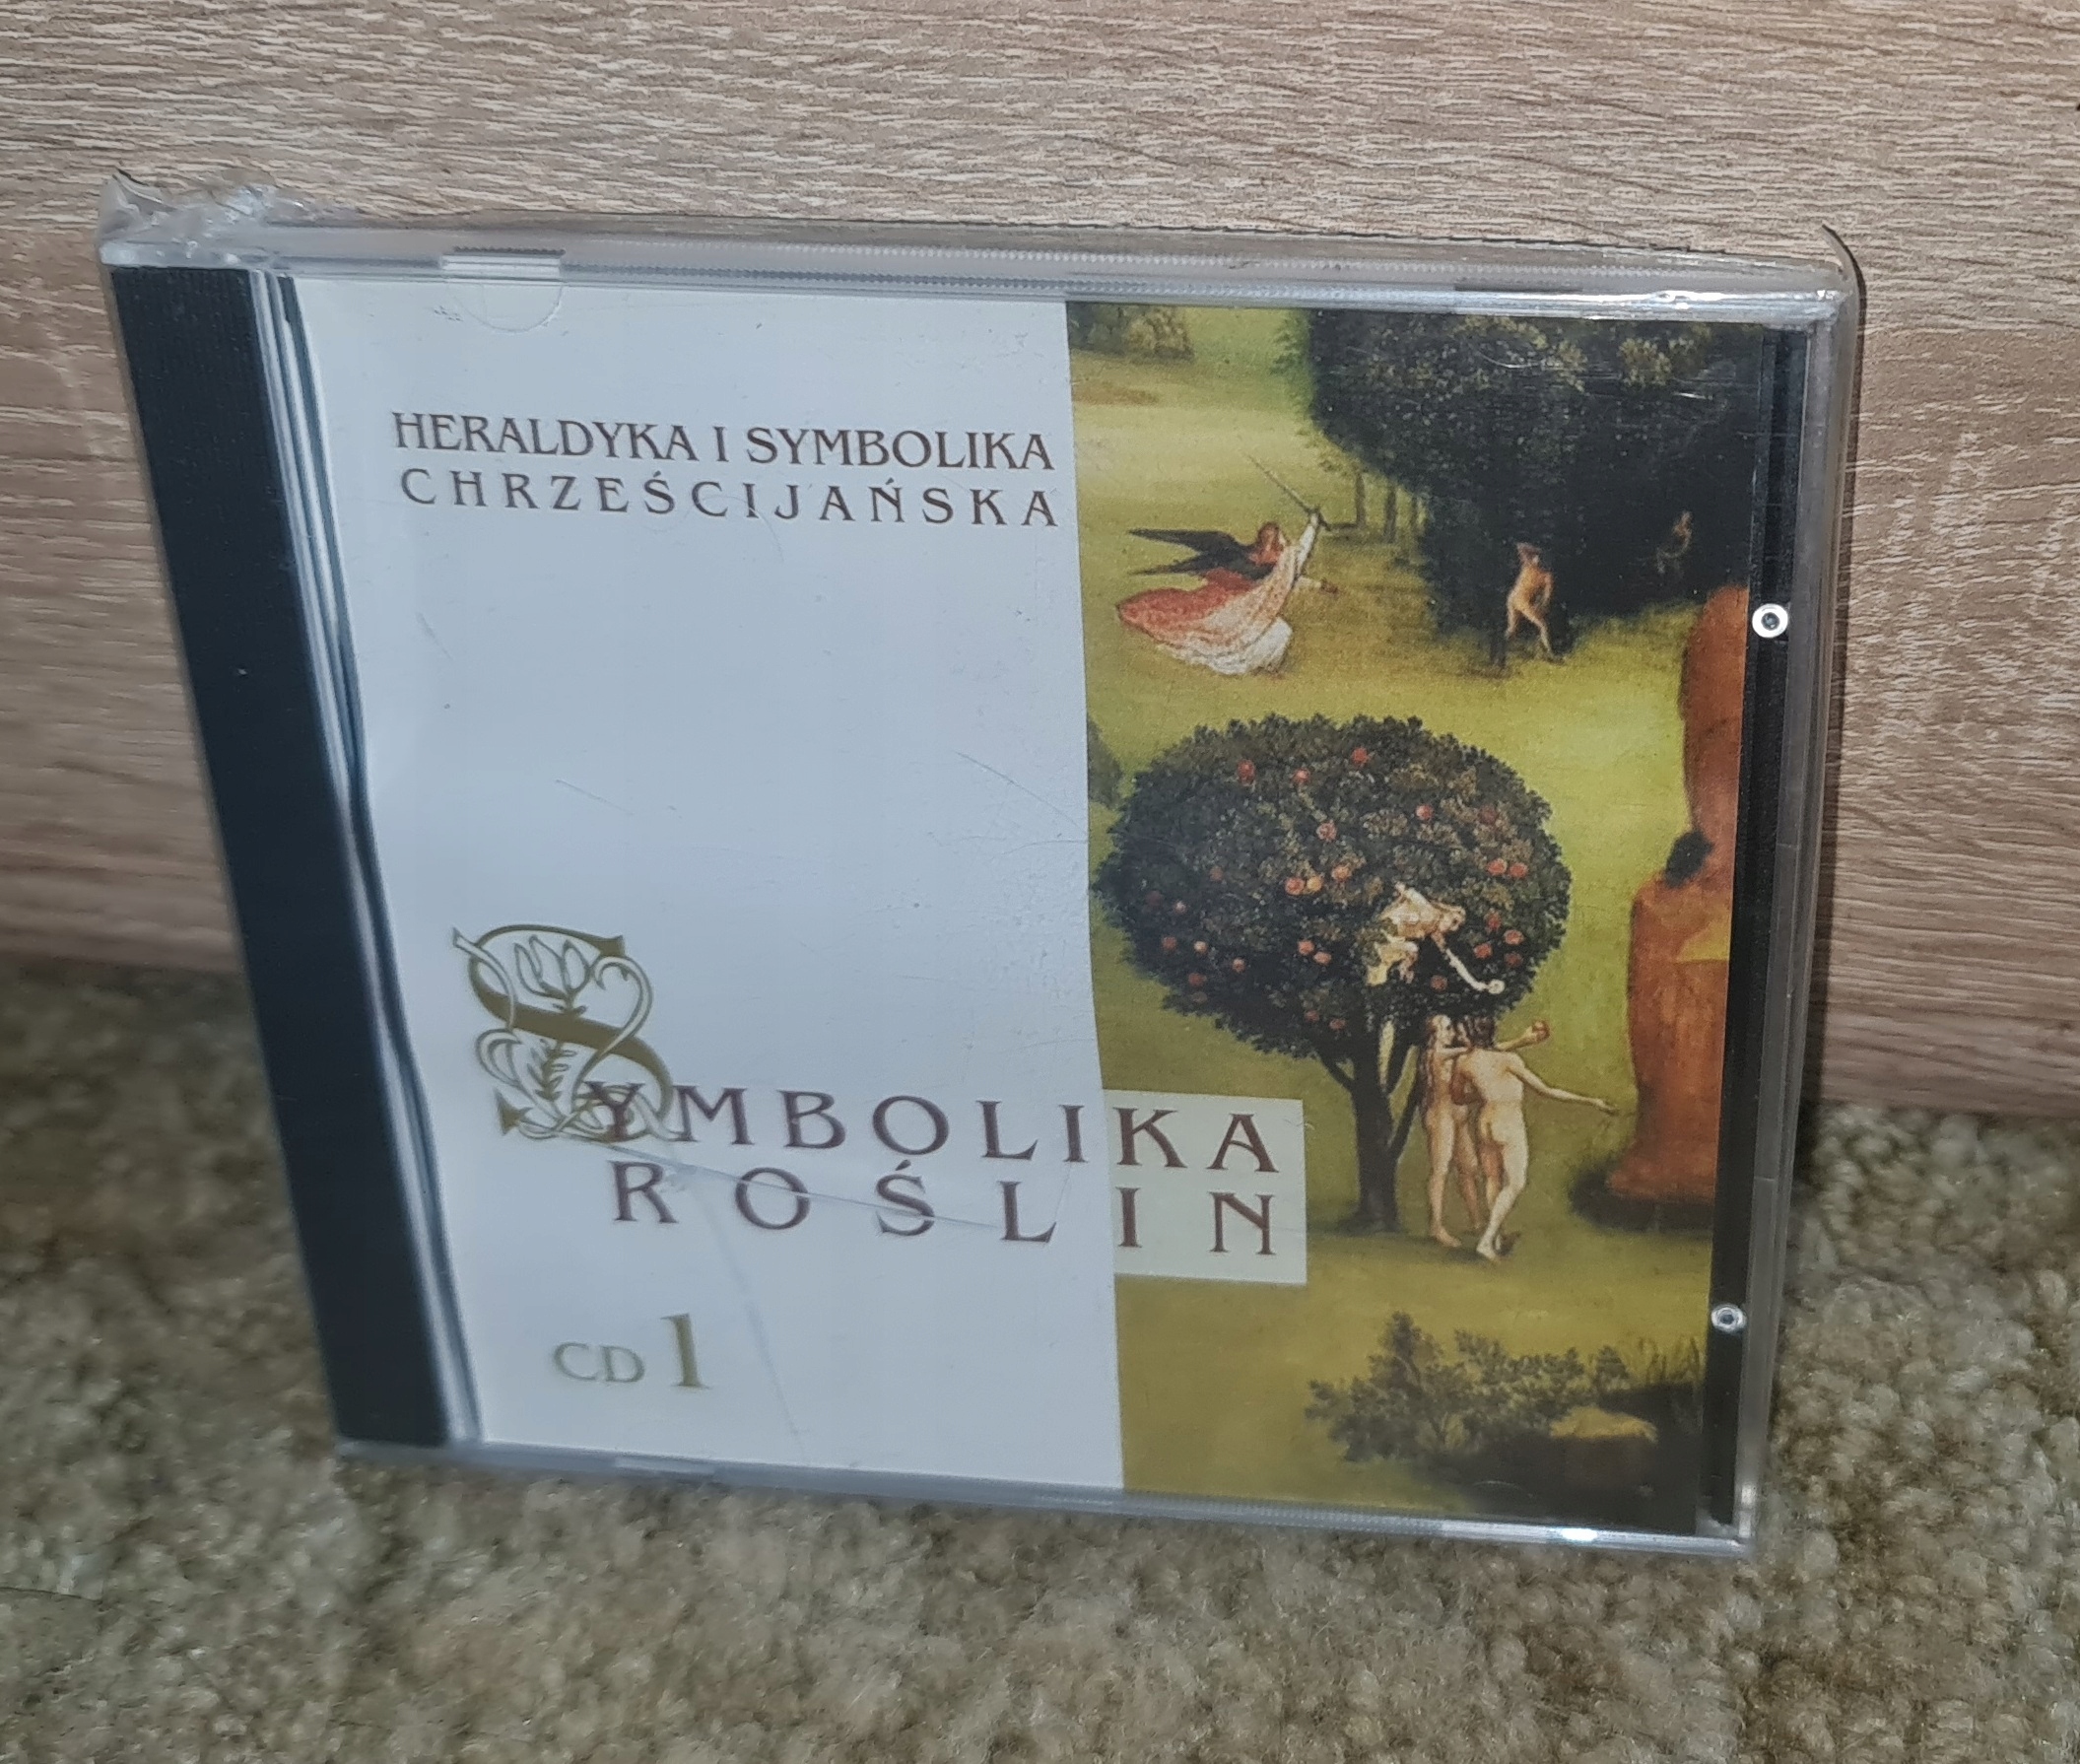 HERALDYKA I SYMBOLIKA
CHRZEŚCIJAŃSKA
SYMBOLIKA
ROŚLIN
CD 1